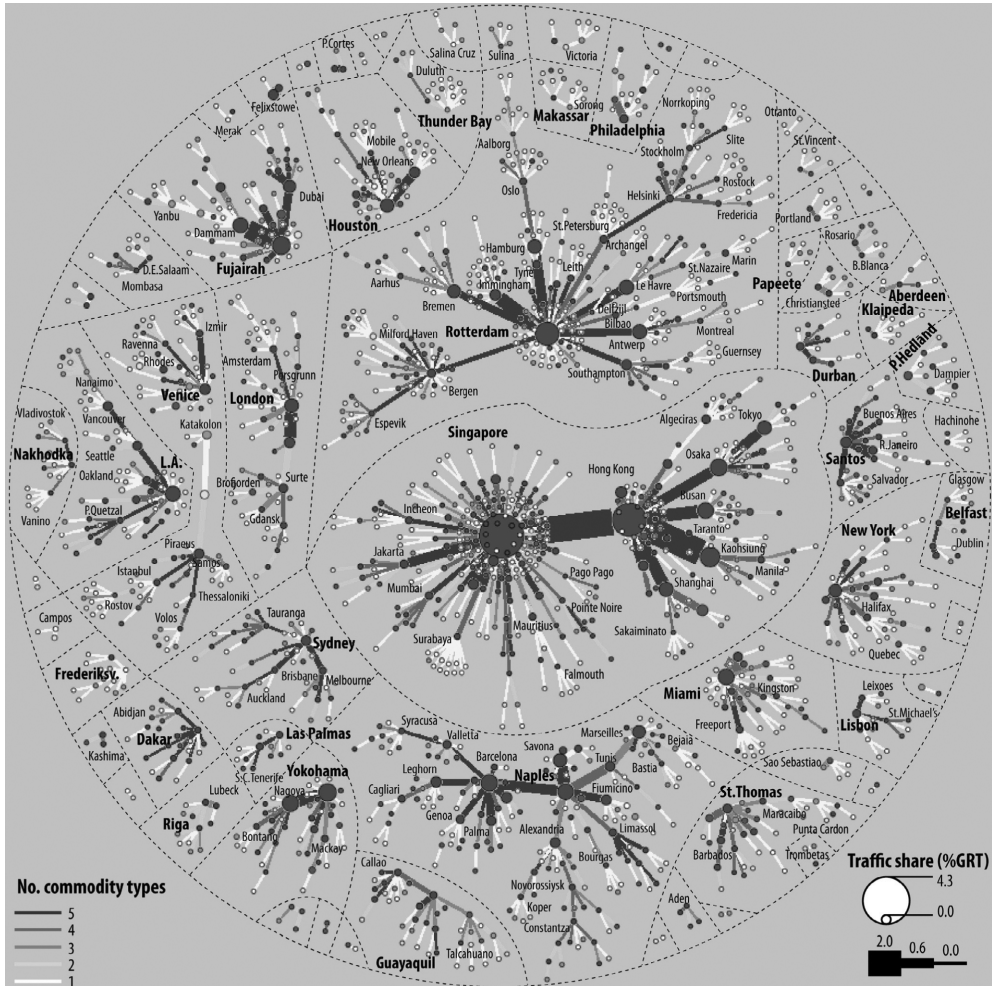 P.Cortes
Salina Cruz
Sulina
Victoria
Duluth
Felixstowe
Merak
Thunder Bay
Makassar
Sorong
Philadelphia
Norrkoping
Otranto
St.Vincent
Mobile
New Orleans
Aalborg
Stockholm
Slite
Oslo
Helsinki
Rostock
Fredericia
Portland
Rosario
B.Blanca
Yanbu
Dubai
Dammam
Fujairah
Houston
St.Petersburg
Archangel
Hamburg
Tyne
Leith
St.Nazaire
Marin
Papeete
Christiansted
Aberdeen
Klaipeda
D.E.Salaam
Mombasa
Aarhus
Bremen
Immingham
Le Havre
Portsmouth
Delfzijl
Bilbao
Antwerp
Montreal
Rotterdam
Izmir
Ravenna
Rhodes
Venice
Amsterdam
Porsgrunn
London
Milford Haven
Bergen
Espevik
Southampton
Guernsey
Durban
P.Hedland
Dampier
Nanaimo
Vladivostok
Vancouver
Nakhodka
Seattle
L.A.
Oakland
P.Quetzal
Vanino
Katakolon
Singapore
Algeciras
Tokyo
Osaka
Hong Kong
Busan
Buenos Aires
R.Janeiro
Santos
Salvador
Hachinohe
Glasgow
Belfast
Dublin
Surte
Brofjorden
Gdansk
Incheon
Jakarta
Mumbai
Taranto
Kaohsiung
Manila
Shanghai
New York
Halifax
Quebec
Piraeus
Samos
Istanbul
Rostov
Thessaloniki
Volos
Pago Pago
Pointe Noire
Mauritius
Sakaiminato
Surabaya
Falmouth
Campos
Frederiksv.
Tauranga
Sydney
Brisbane
Melbourne
Auckland
Miami
Kingston
Freeport
Leixoes
St.Michael's
Lisbon
Abidjan
Dakar
Kashima
Las Palmas
S.C.Tenerife
Syracusa
Valletta
Barcelona
Savona
Marseilles
Bejaia
Tunis
Bastia
Naples
Fiumicino
Leghorn
Cagliari
Genoa
Palma
Alexandria
Limassol
Bourgas
Sao Sebastiao
St.Thomas
Maracaibo
Punta Cardon
Barbados
Trombetas
Lubeck
Riga
Yokohama
Nagoya
Bontang
Mackay
Callao
Guayaquil
Talcahuano
Novorossiysk
Koper
Constantza
Aden
No. commodity types
5
4
3
2
1
Traffic share (%GRT)
4.3
0.0
2.0 0.6 0.0